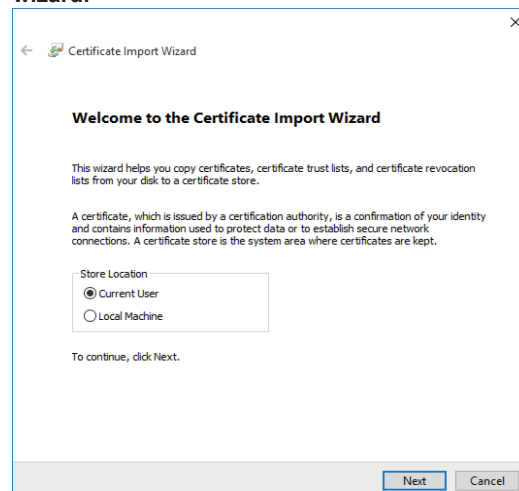 wizard.
Certificate Import Wizard
Welcome to the Certificate Import Wizard
This wizard helps you copy certificates, certificate trust lists, and certificate revocation
lists from your disk to a certificate store.
A certificate, which is issued by a certification authority, is a confirmation of your identity
and contains information used to protect data or to establish secure network
connections. A certificate store is the system area where certificates are kept.
Store Location
Current User
Local Machine
To continue, click Next.
Next Cancel